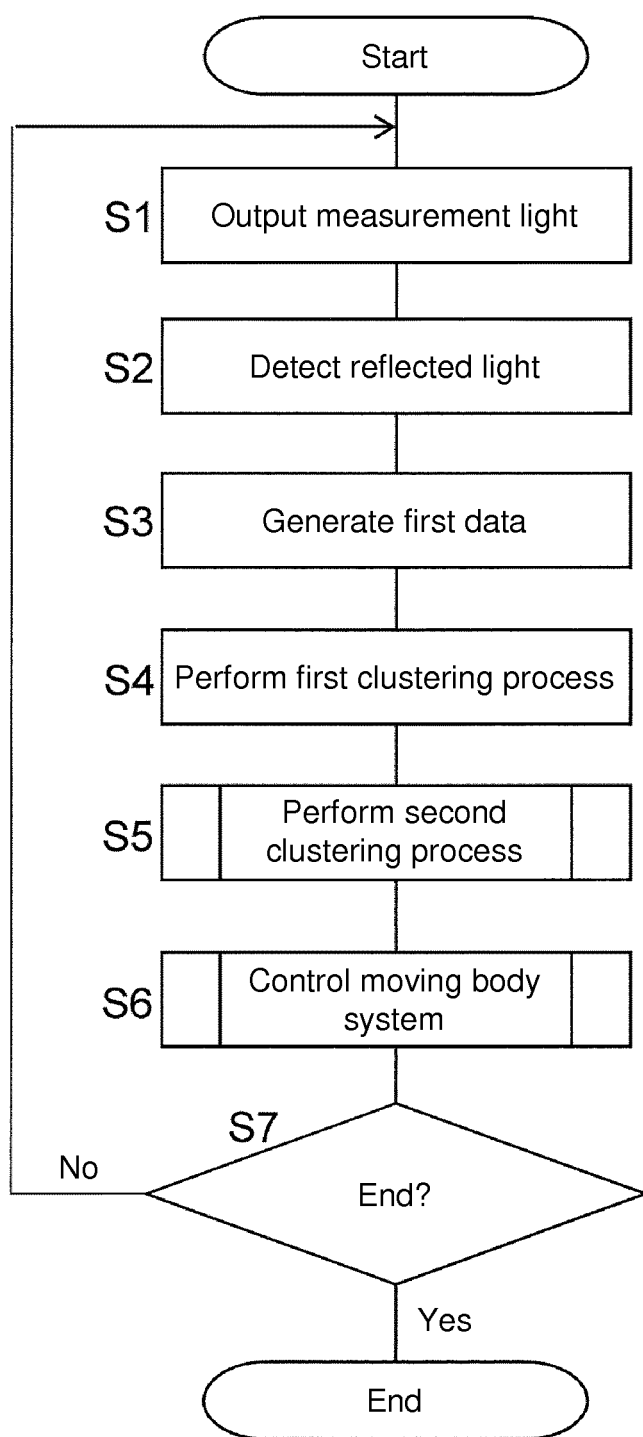 Start
S1
Output measurement light
S2
Detect reflected light
S3
Generate first data
S4
Perform first clustering process
S5
Perform second
clustering process
S6
Control moving body
system
S7
No
End?
Yes
End